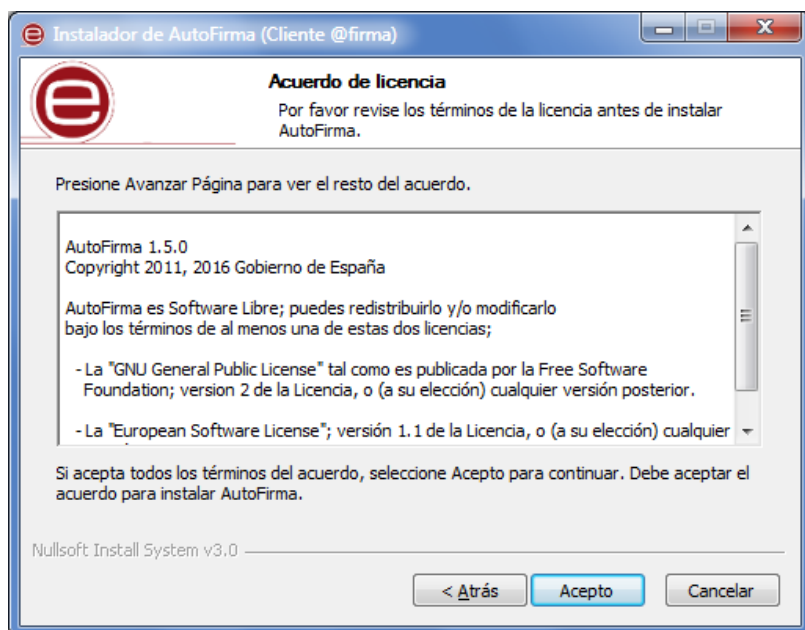 Instalador de AutoFirma (Cliente @firma)
Acuerdo de licencia
Por favor revise los términos de la licencia antes de instalar
AutoFirma.
Presione Avanzar Página para ver el resto del acuerdo.
AutoFirma 1.5.0
Copyright 2011, 2016 Gobierno de España
AutoFirma es Software Libre; puedes redistribuirlo y/o modificarlo
bajo los términos de al menos una de estas dos licencias;
- La "GNU General Public License" tal como es publicada por la Free Software
Foundation; version 2 de la Licencia, o (a su elección) cualquier versión posterior.
- La "European Software License"; versión 1.1 de la Licencia, o (a su elección) cualquier
Si acepta todos los términos del acuerdo, seleccione Acepto para continuar. Debe aceptar el
acuerdo para instalar AutoFirma.
Nullsoft Install System v3.0
< Atrás
Acepto
Cancelar